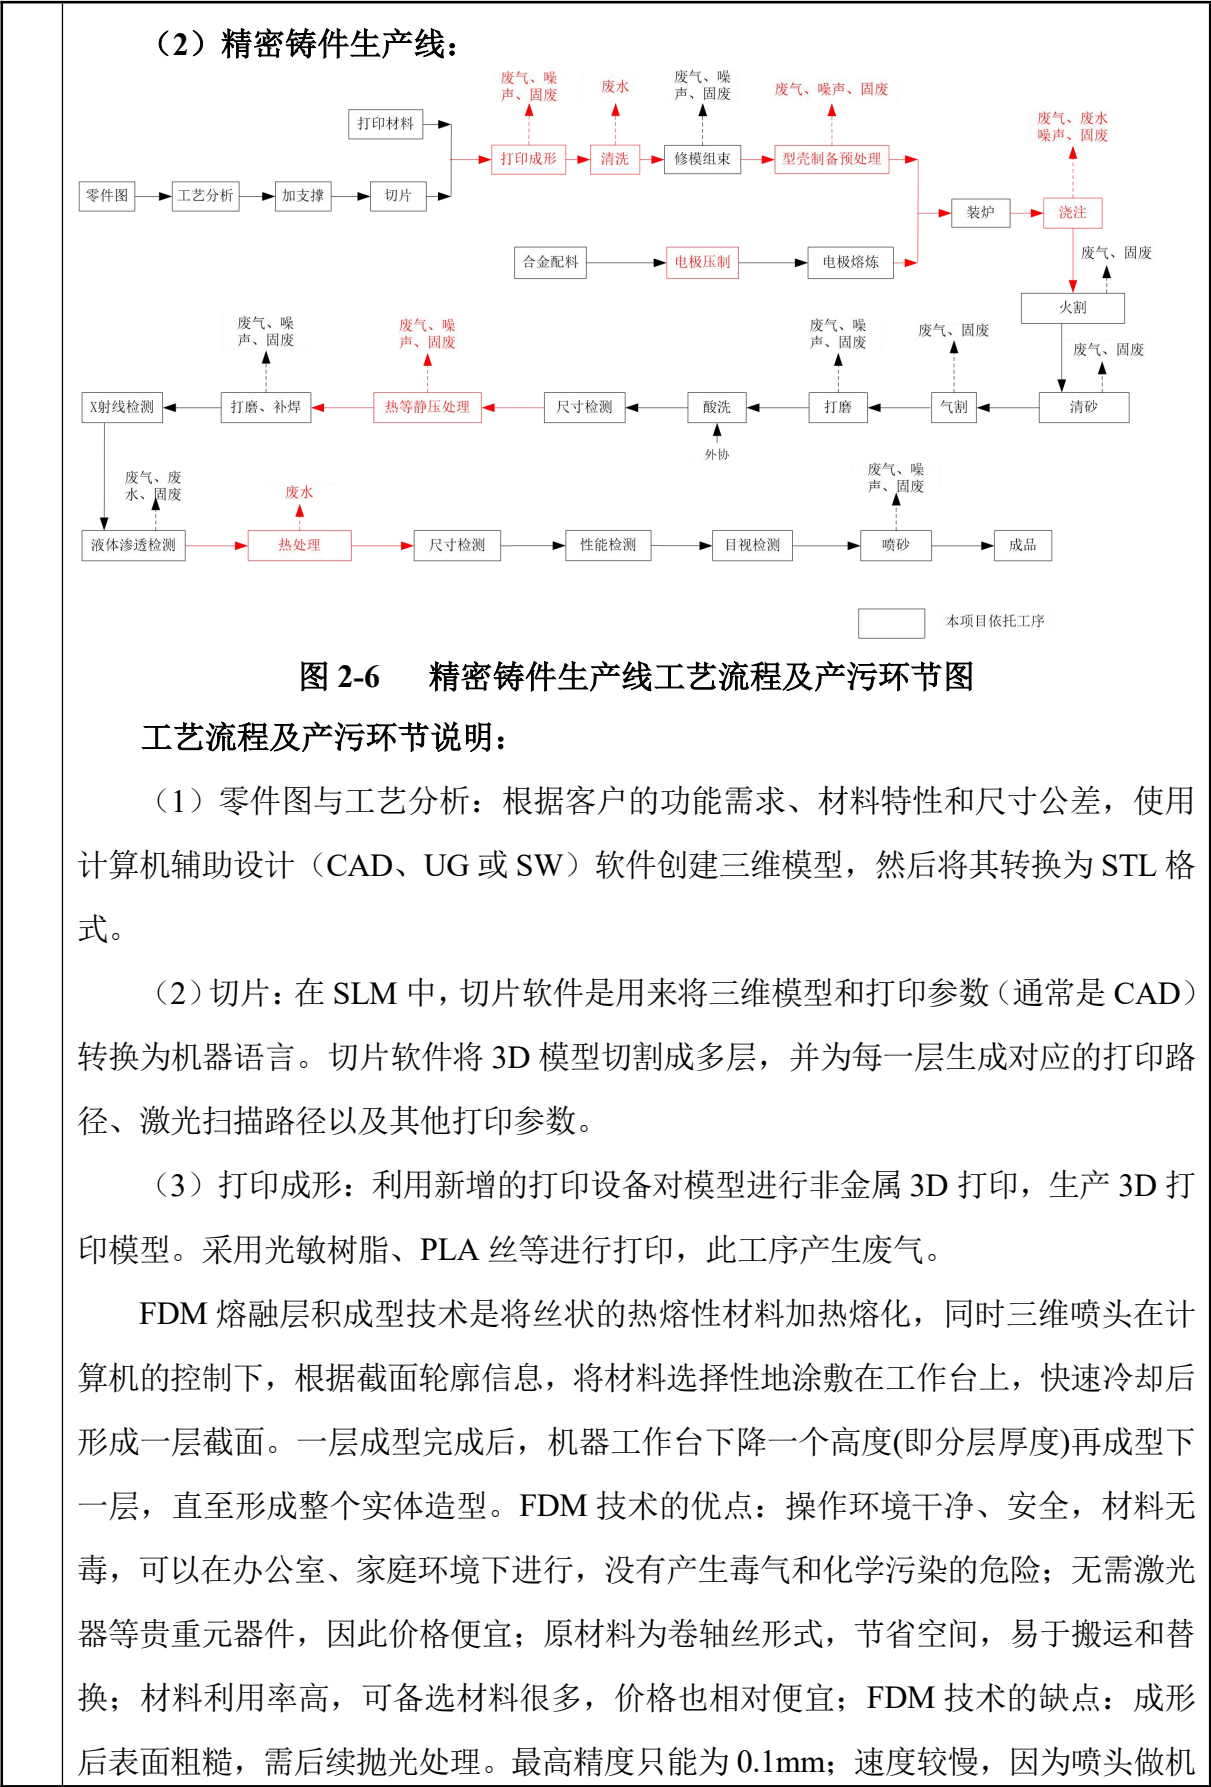 （2）精密铸件生产线：
废气、噪
声、固废
废水
废气、噪
声、固废
废气、噪声、固废
废气、废水
噪声、固废
打印材料
打印成形
清洗
修模组束
型壳制备预处理
零件图
工艺分析
加支撑
切片
装炉
浇注
合金配料
电极压制
电极熔炼
废气、固废
火割
废气、噪
声、固废
废气、噪
声、固废
废气、噪
声、固废
废气、固废
废气、固废
X射线检测
打磨、补焊
热等静压处理
尺寸检测
酸洗
打磨
气割
清砂
外协
废气、废
水、固废
废水
废气、噪
声、固废
液体渗透检测
热处理
尺寸检测
性能检测
目视检测
喷砂
成品
本项目依托工序
图 2-6 精密铸件生产线工艺流程及产污环节图
工艺流程及产污环节说明：
（1）零件图与工艺分析：根据客户的功能需求、材料特性和尺寸公差，使用
计算机辅助设计（CAD、UG 或 SW）软件创建三维模型，然后将其转换为 STL 格
式。
（2）切片：在 SLM 中，切片软件是用来将三维模型和打印参数（通常是 CAD）
转换为机器语言。切片软件将 3D 模型切割成多层，并为每一层生成对应的打印路
径、激光扫描路径以及其他打印参数。
（3）打印成形：利用新增的打印设备对模型进行非金属 3D 打印，生产 3D 打
印模型。采用光敏树脂、PLA 丝等进行打印，此工序产生废气。
FDM 熔融层积成型技术是将丝状的热熔性材料加热熔化，同时三维喷头在计
算机的控制下，根据截面轮廓信息，将材料选择性地涂敷在工作台上，快速冷却后
形成一层截面。一层成型完成后，机器工作台下降一个高度(即分层厚度)再成型下
一层，直至形成整个实体造型。FDM 技术的优点：操作环境干净、安全，材料无
毒，可以在办公室、家庭环境下进行，没有产生毒气和化学污染的危险；无需激光
器等贵重元器件，因此价格便宜；原材料为卷轴丝形式，节省空间，易于搬运和替
换；材料利用率高，可备选材料很多，价格也相对便宜；FDM 技术的缺点：成形
后表面粗糙，需后续抛光处理。最高精度只能为 0.1mm；速度较慢，因为喷头做机